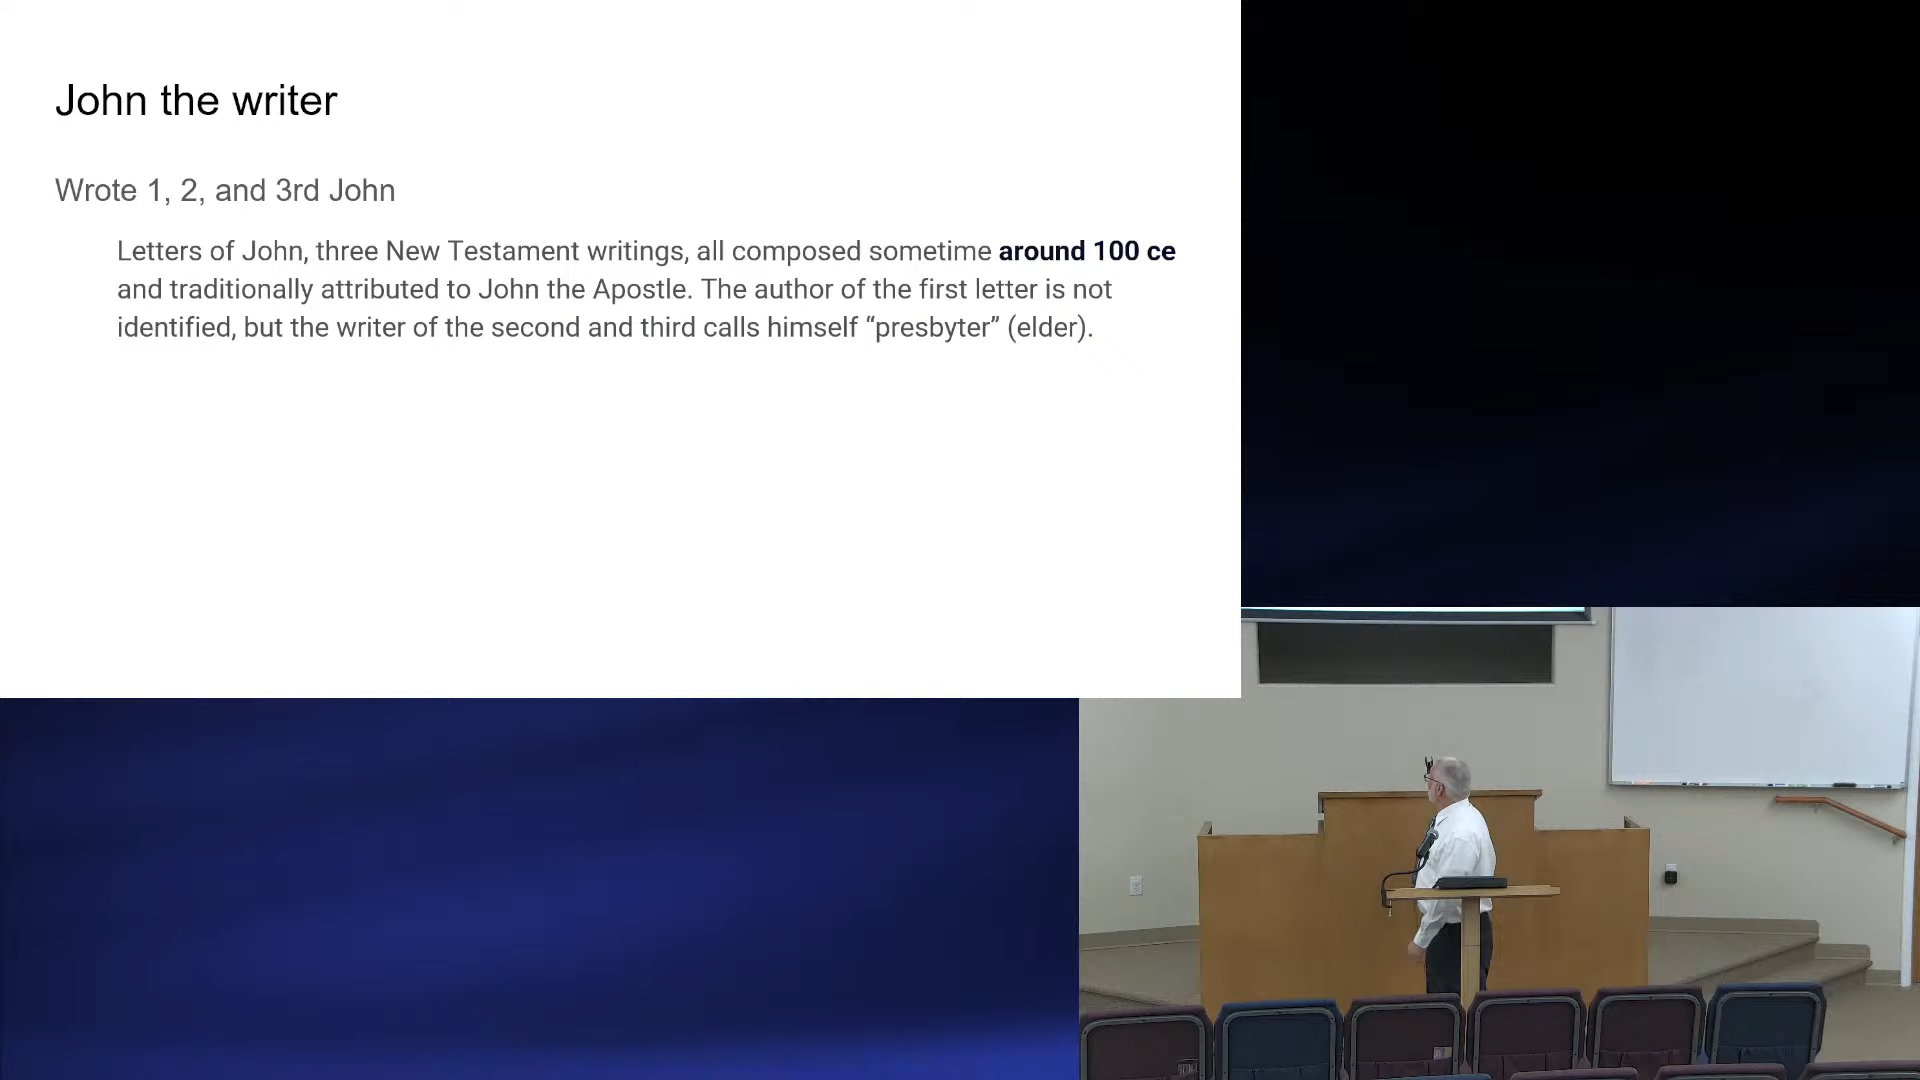 John the writer
Wrote 1, 2, and 3rd John
Letters of John, three New Testament writings, all composed sometime around 100 ce
and traditionally attributed to John the Apostle. The author of the first letter is not
identified, but the writer of the second and third calls himself “presbyter” (elder).